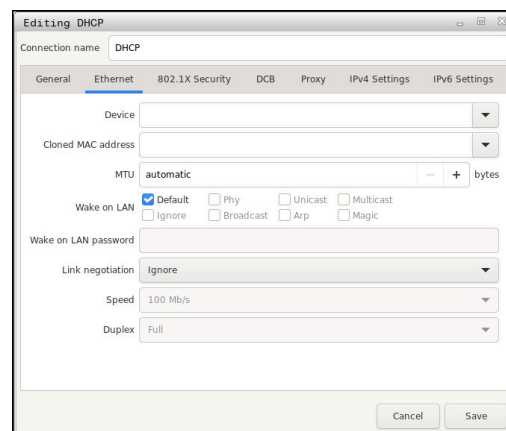 Editing DHCP
Connection name DHCP
General Ethernet 802.1X Security DCB Proxy IPv4 Settings IPv6 Settings
Device
Cloned MAC address
MTU automatic − + bytes
Wake on LAN Default Phy Unicast Multicast
Ignore Broadcast Arp Magic
Wake on LAN password
Link negotiation Ignore
Speed 100 Mb/s
Duplex Full
Cancel Save